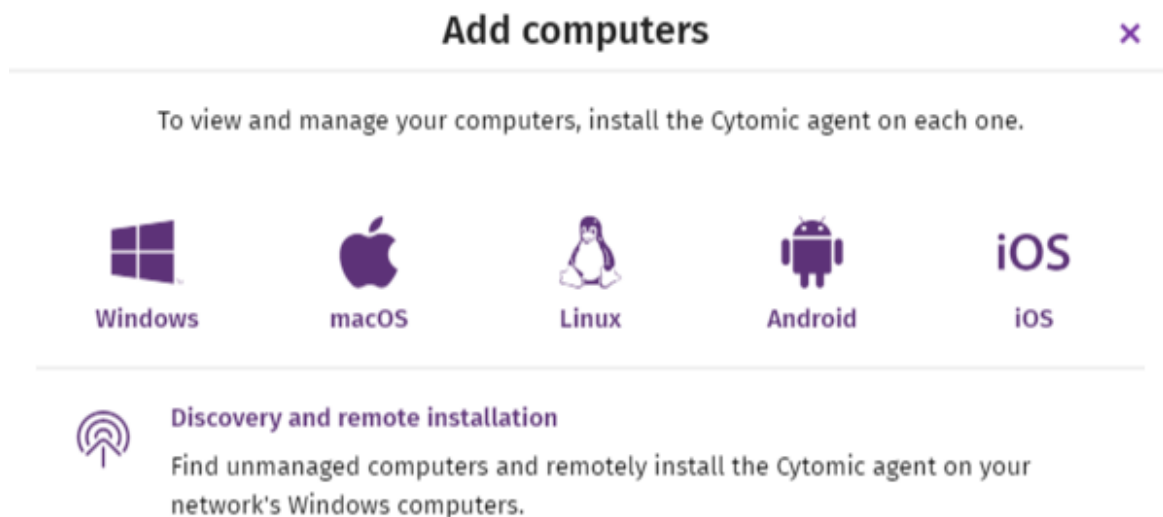 Add computers
To view and manage your computers, install the Cytomic agent on each one.
iOS
Windows macOS Linux Android iOS
Discovery and remote installation
Find unmanaged computers and remotely install the Cytomic agent on your
network's Windows computers.